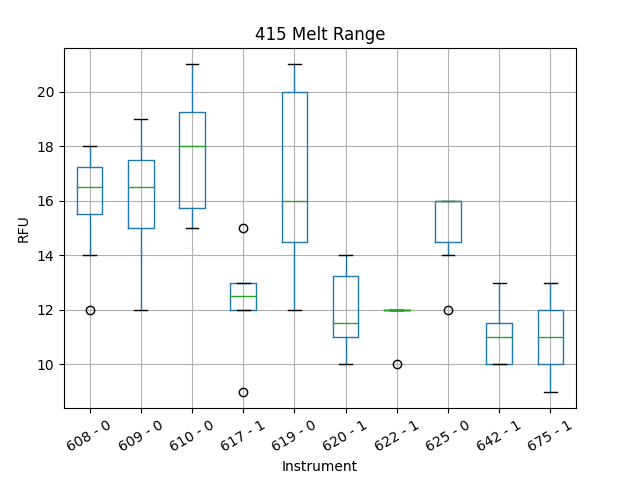 415 Melt Range
RFU
20
18
16
14
12
10
608 - 0
609 - 0
610 - 0
617 - 1
619 - 0
620 - 1
622 - 1
625 - 0
642 - 1
675 - 1
Instrument